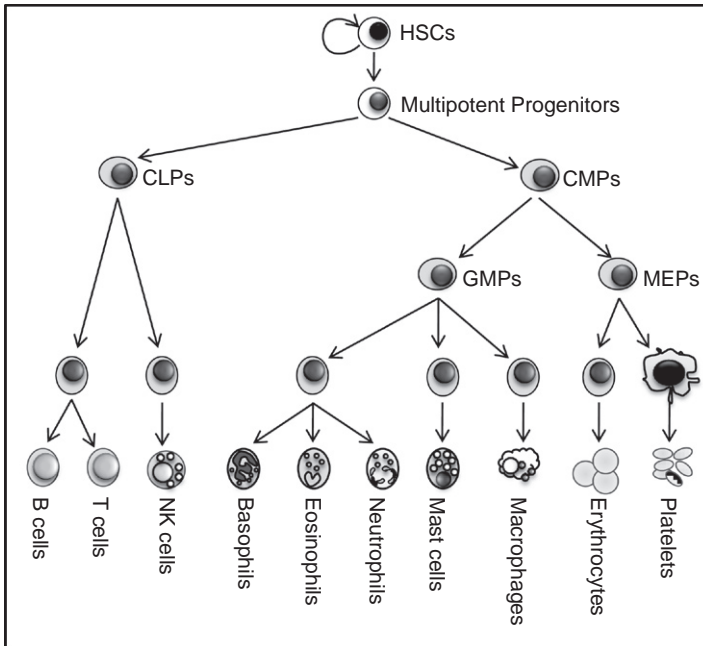 HSCs
Multipotent Progenitors
CLPs
CMPs
GMPs
MEPs
B cells
T cells
NK cells
Basophils
Eosinophils
Neutrophils
Mast cells
Macrophages
Erythrocytes
Platelets